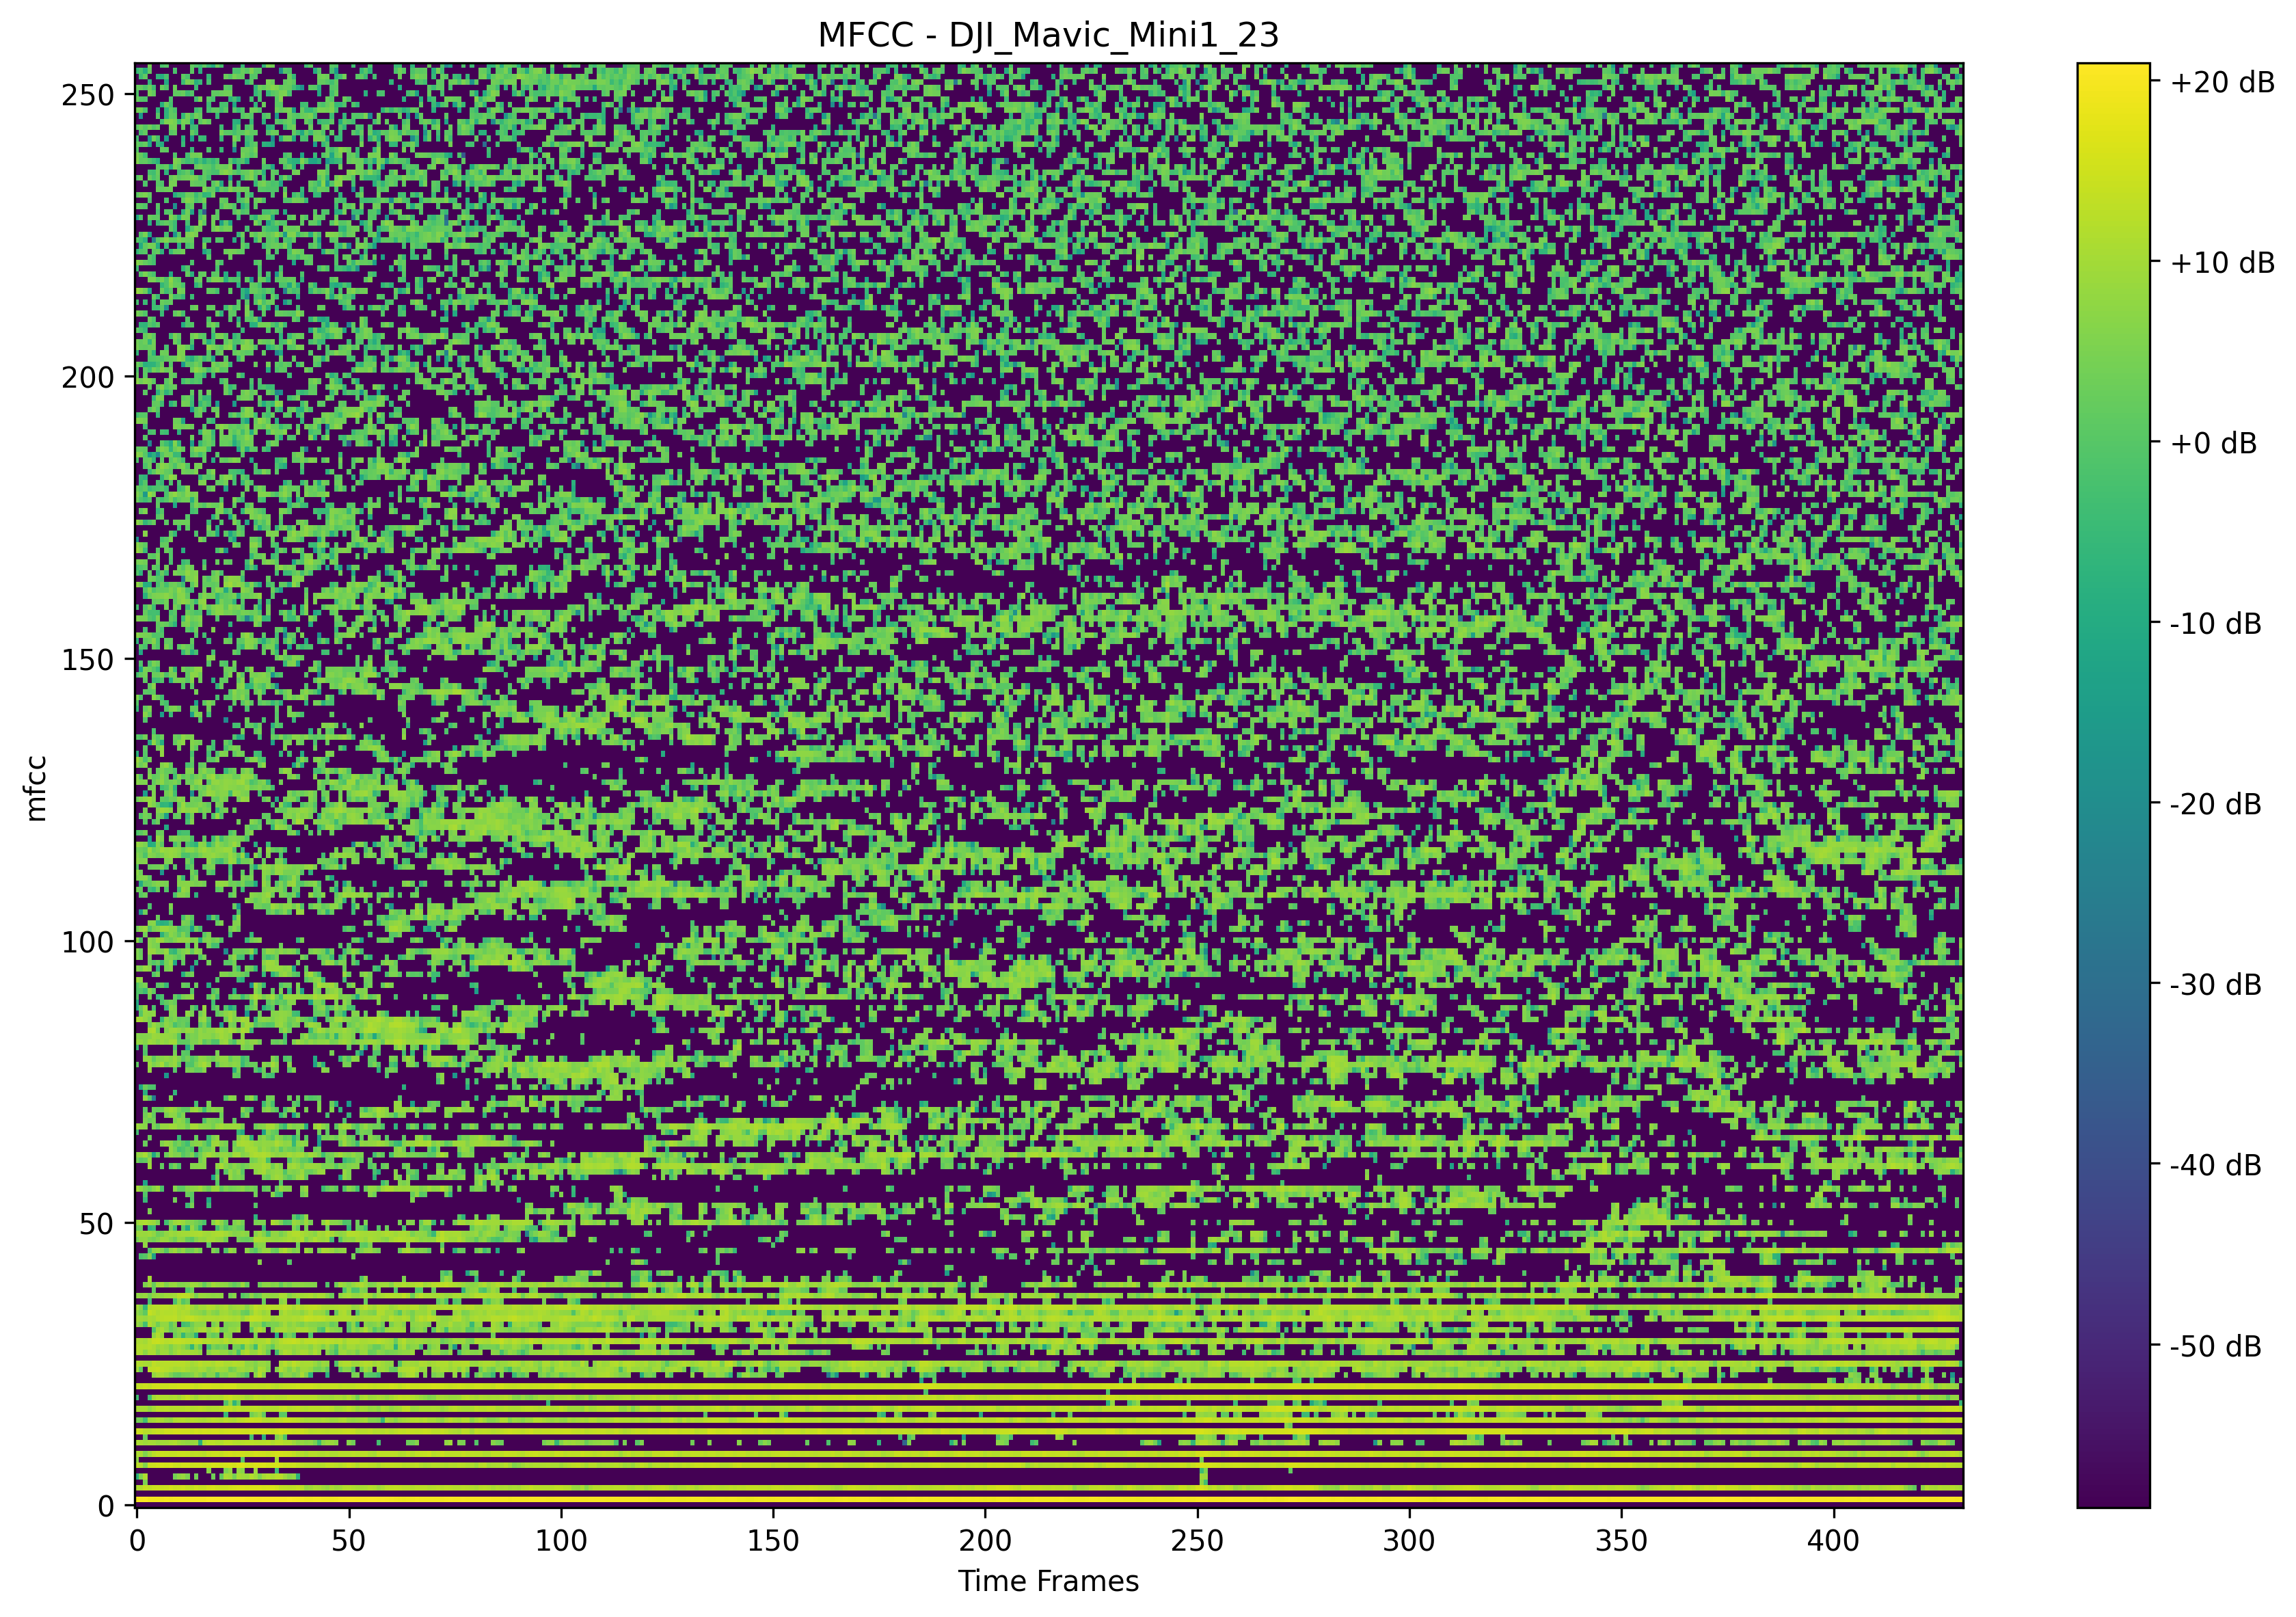 MFCC - DJI_Mavic_Mini1_23
250
200
150
100
50
0
mfcc
0 50 100 150 200 250 300 350 400
Time Frames
+20 dB
+10 dB
+0 dB
-10 dB
-20 dB
-30 dB
-40 dB
-50 dB